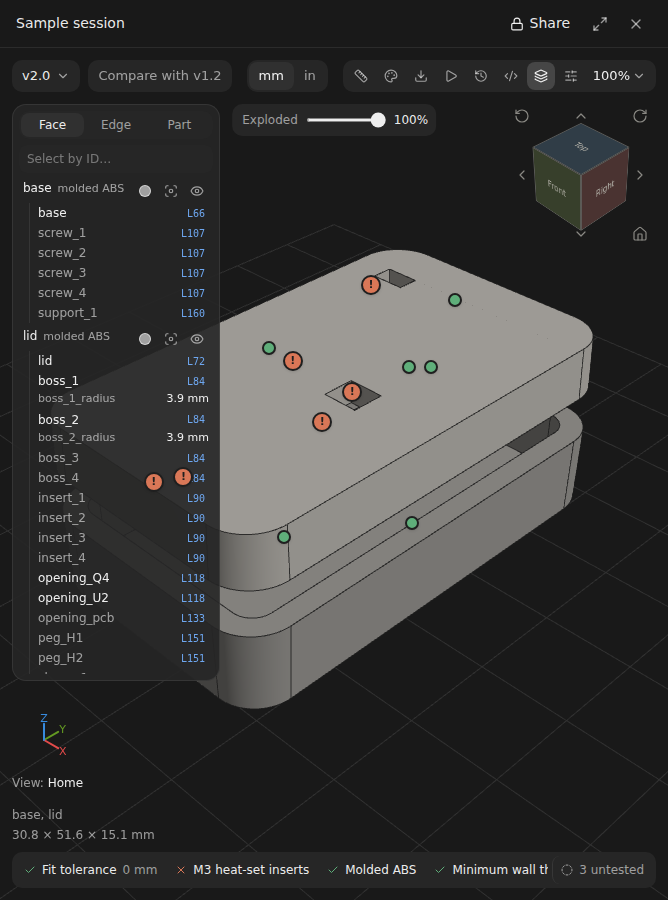 Sample session
Share
v2.0
Compare with v1.2
mm
in
100%
Face
Edge
Part
Select by ID...
base molded ABS
base L66
screw_1 L107
screw_2 L107
screw_3 L107
screw_4 L107
support_1 L160
lid molded ABS
lid L72
boss_1 L84
boss_1_radius 3.9 mm
boss_2 L84
boss_2_radius 3.9 mm
boss_3 L84
boss_4 84
insert_1 L90
insert_2 L90
insert_3 L90
insert_4 L90
opening_Q4 L118
opening_U2 L118
opening_pcb L133
peg_H1 L151
peg_H2 L151
Exploded 100%
Top
Front
Right
Z
Y
X
View: Home
base, lid
30.8 × 51.6 × 15.1 mm
Fit tolerance 0 mm
M3 heat-set inserts
Molded ABS
Minimum wall
3 untested